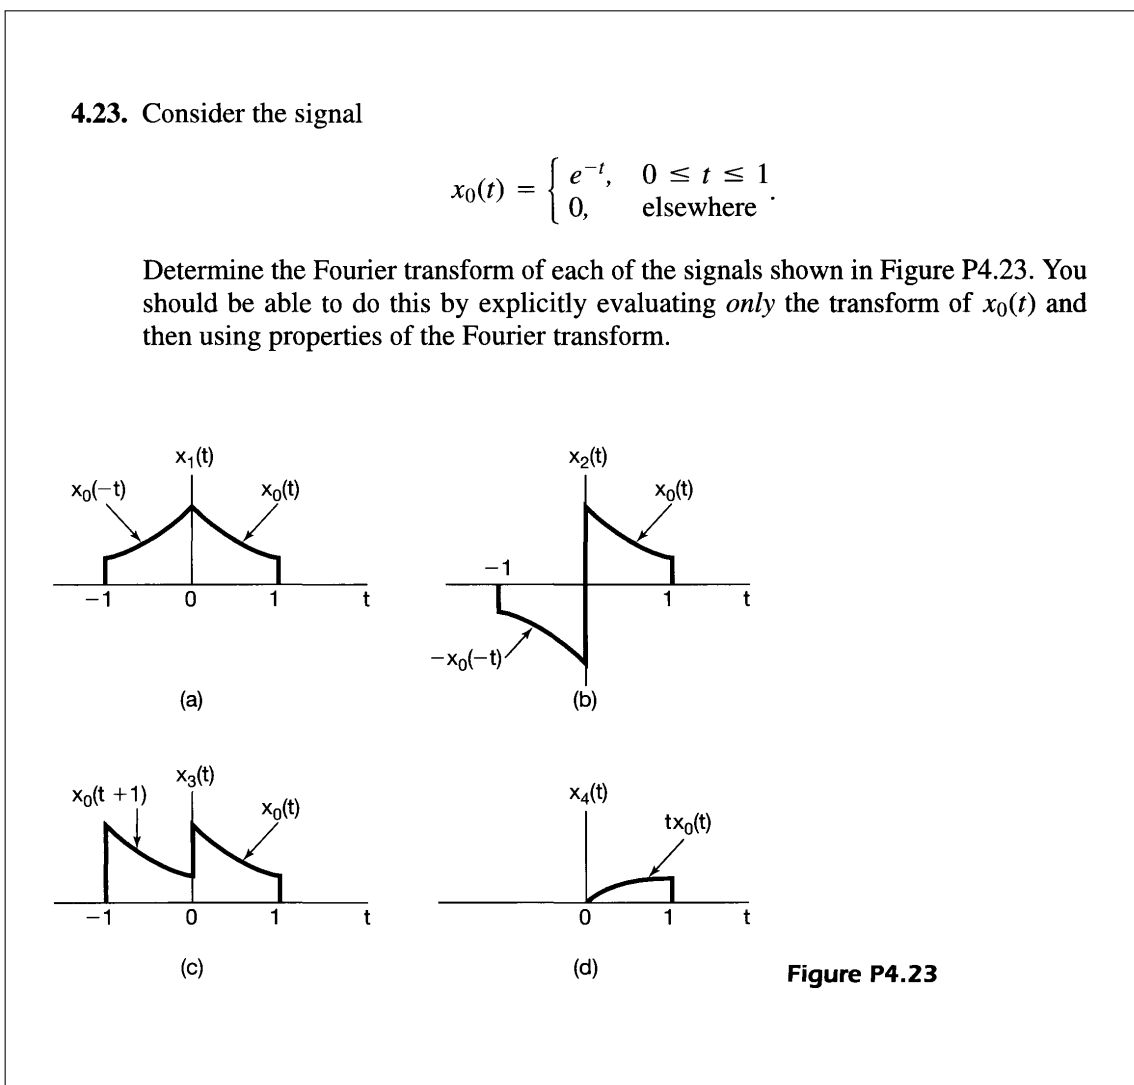 4.23. Consider the signal
x₀(t) = { e⁻ᵗ, 0 ≤ t ≤ 1
0, elsewhere .
Determine the Fourier transform of each of the signals shown in Figure P4.23. You
should be able to do this by explicitly evaluating only the transform of x₀(t) and
then using properties of the Fourier transform.
x₁(t)
x₀(−t)
x₀(t)
−1
0
1
t
(a)
x₂(t)
x₀(t)
−1
1
t
−x₀(−t)
(b)
x₃(t)
x₀(t +1)
x₀(t)
−1
0
1
t
(c)
x₄(t)
tx₀(t)
0
1
t
(d)
Figure P4.23